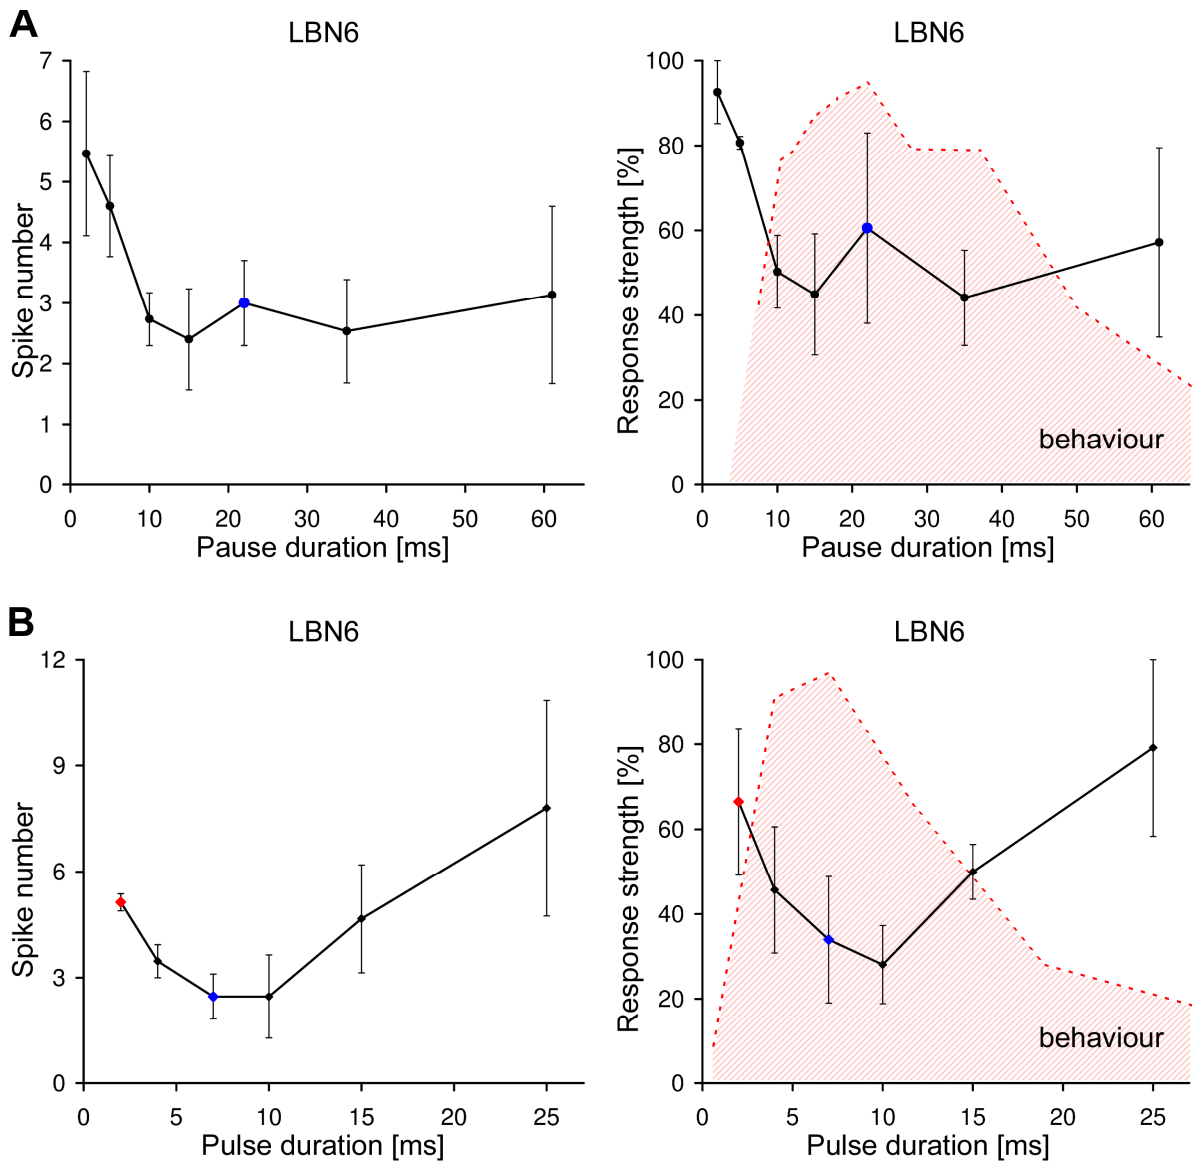 A
LBN6
7
6
5
4
3
2
1
0
0 10 20 30 40 50 60
Spike number
Pause duration [ms]
LBN6
100
80
60
40
20
0
0 10 20 30 40 50 60
Response strength [%]
behaviour
Pause duration [ms]
B
LBN6
12
9
6
3
0
0 5 10 15 20 25
Spike number
Pulse duration [ms]
LBN6
100
80
60
40
20
0
0 5 10 15 20 25
Response strength [%]
behaviour
Pulse duration [ms]